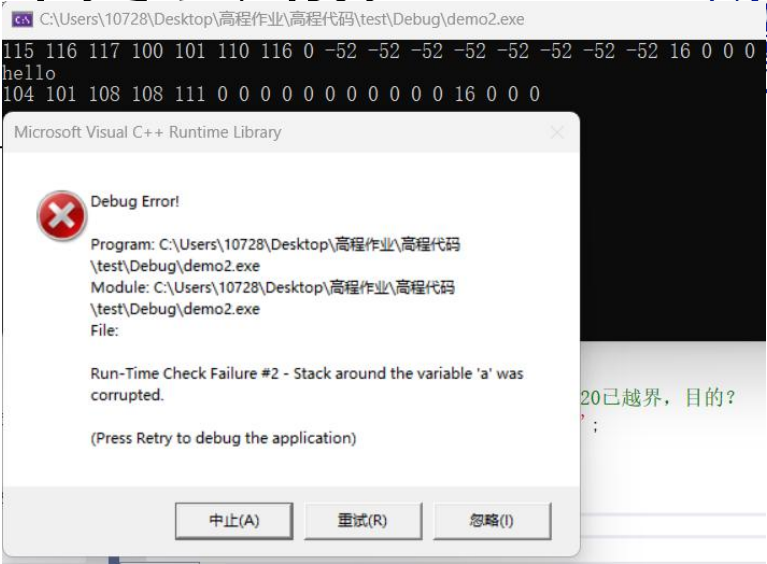 C:\Users\10728\Desktop\高程作业\高程代码\test\Debug\demo2.exe
115 116 117 100 101 110 116 0 -52 -52 -52 -52 -52 -52 -52 -52 16 0 0 0
hello
104 101 108 108 111 0 0 0 0 0 0 0 0 0 0 0 16 0 0 0
Microsoft Visual C++ Runtime Library
Debug Error!
Program: C:\Users\10728\Desktop\高程作业\高程代码
\test\Debug\demo2.exe
Module: C:\Users\10728\Desktop\高程作业\高程代码
\test\Debug\demo2.exe
File:
Run-Time Check Failure #2 - Stack around the variable 'a' was
corrupted.
(Press Retry to debug the application)
20已越界，目的？
';
中止(A) 重试(R) 忽略(I)